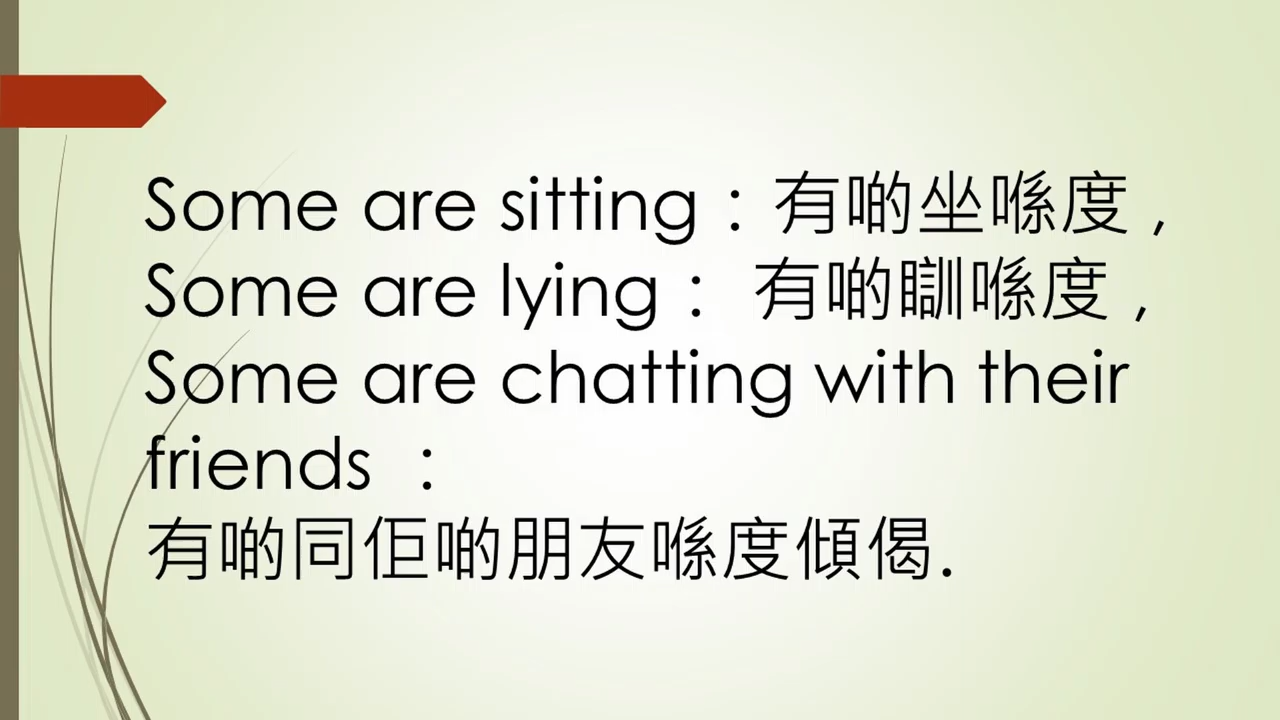 Some are sitting：有啲坐喺度 ,
Some are lying： 有啲瞓喺度 ,
Some are chatting with their
friends ：
有啲同佢啲朋友喺度傾偈.